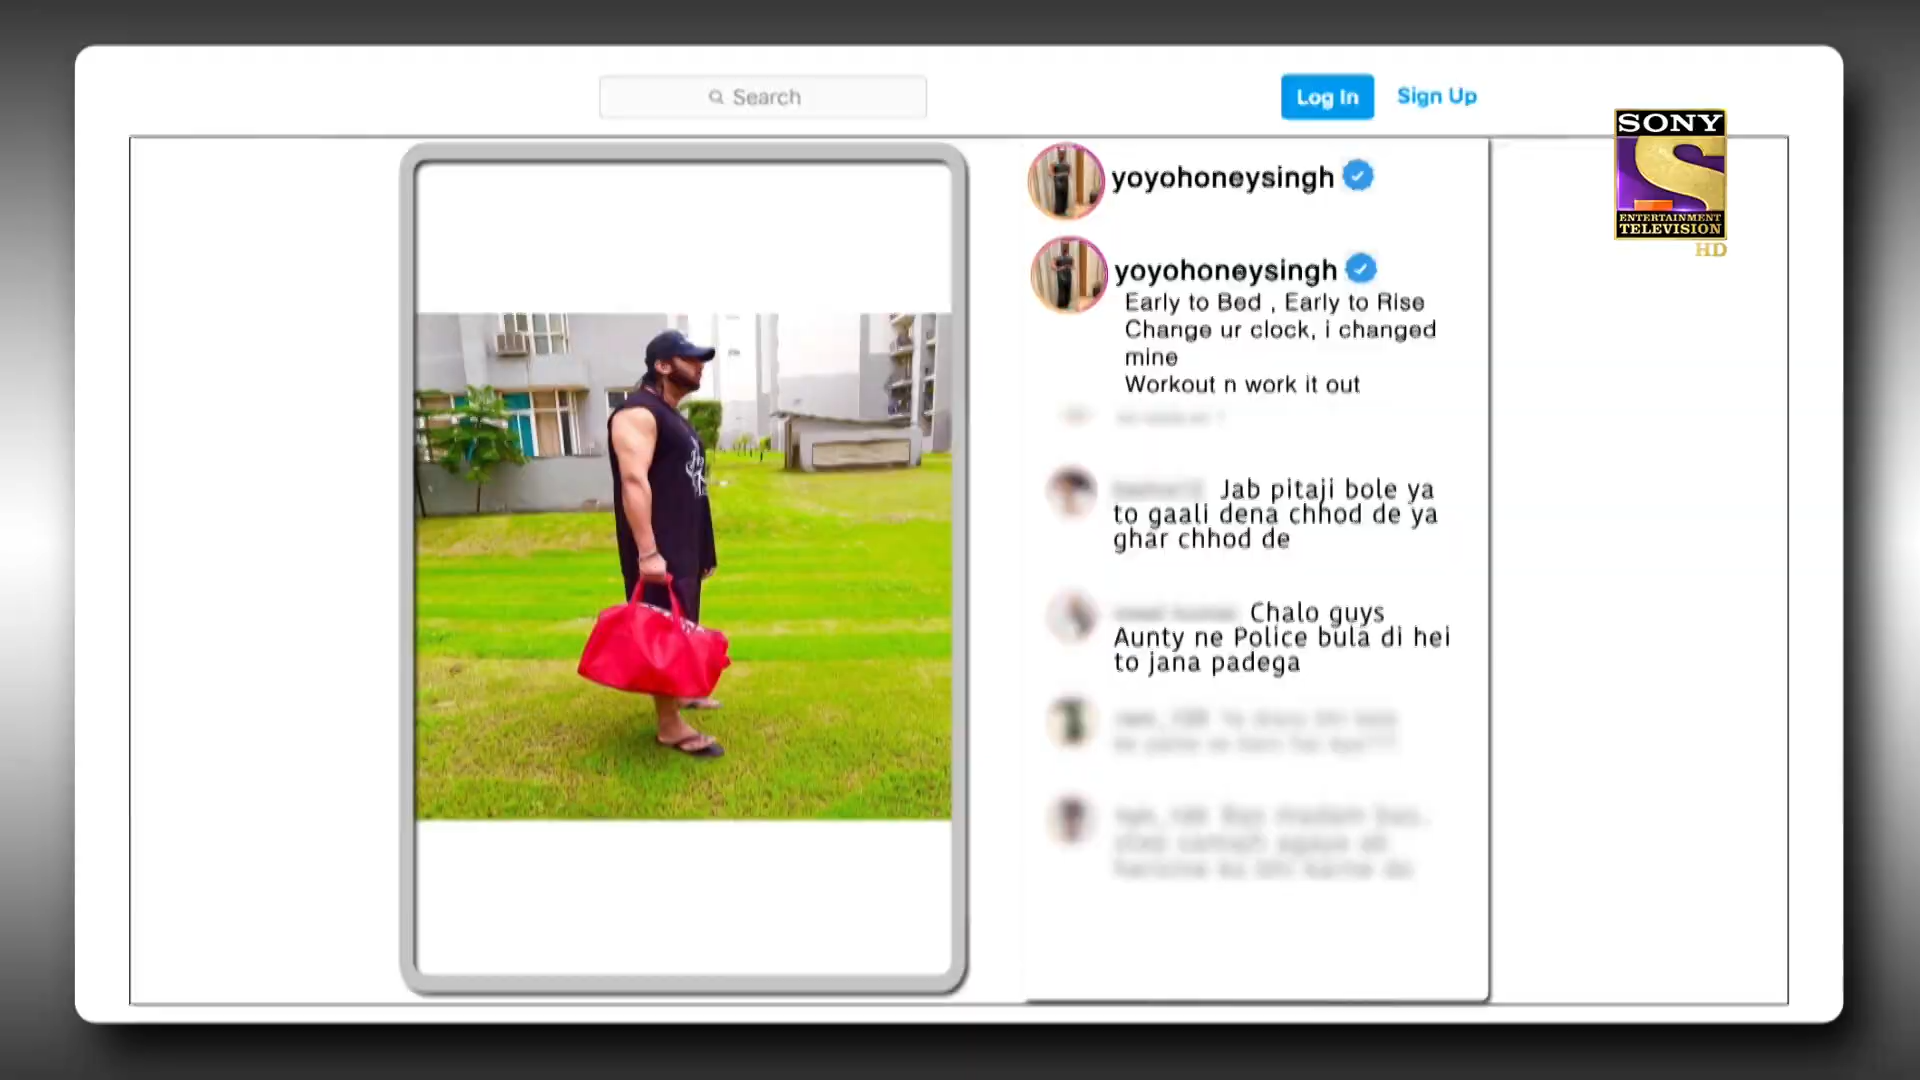 Search
Log In
Sign Up
SONY
ENTERTAINMENT
TELEVISION
HD
yoyohoneysingh
yoyohoneysingh
Early to Bed , Early to Rise
Change ur clock, i changed
mine
Workout n work it out
Jab pitaji bole ya
to gaali dena chhod de ya
ghar chhod de
Chalo guys
Aunty ne Police bula di hei
to jana padega